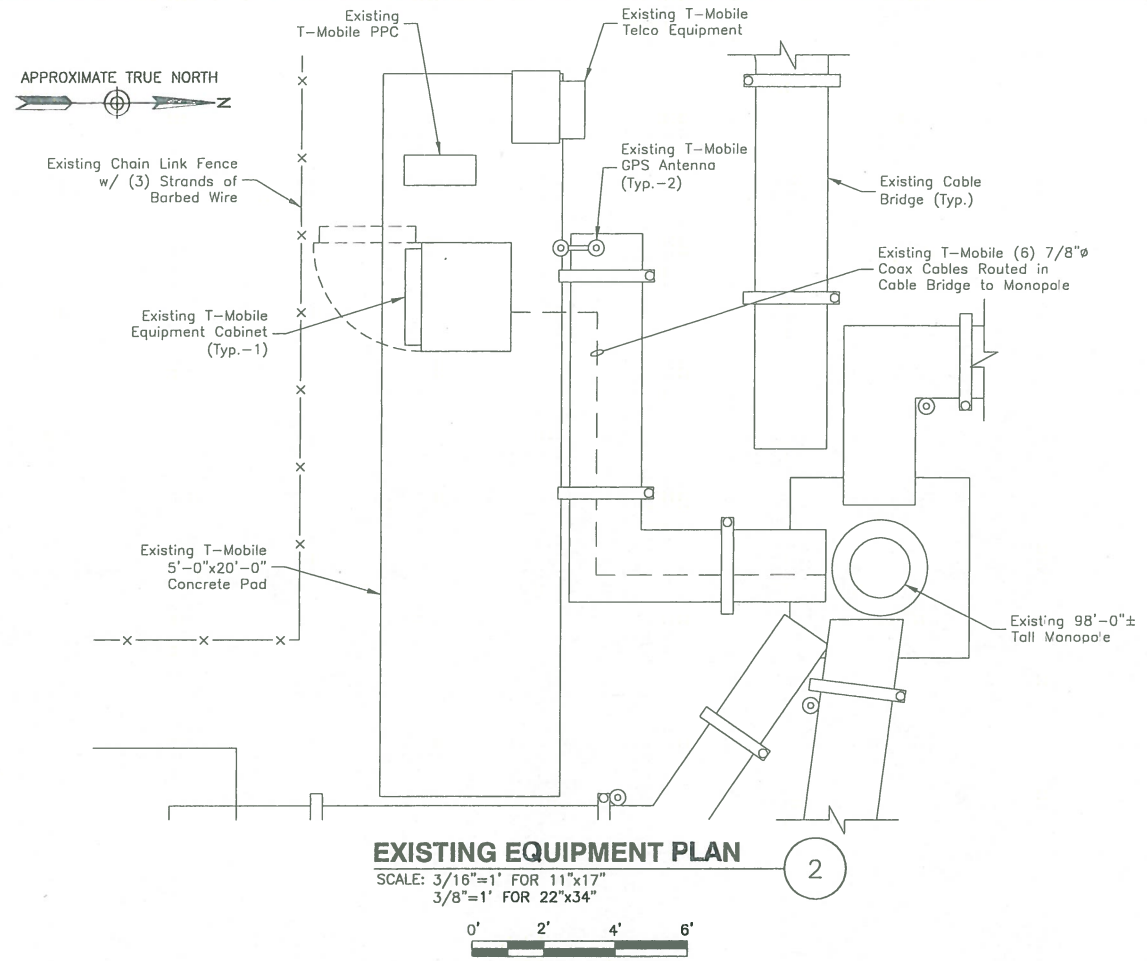 Existing
T-Mobile PPC
Existing T-Mobile
Telco Equipment
APPROXIMATE TRUE NORTH
N
Existing Chain Link Fence
w/ (3) Strands of
Barbed Wire
Existing T-Mobile
GPS Antenna
(Typ.-2)
Existing Cable
Bridge (Typ.)
Existing T-Mobile (6) 7/8"ø
Coax Cables Routed in
Cable Bridge to Monopole
Existing T-Mobile
Equipment Cabinet
(Typ.-1)
Existing T-Mobile
5'-0"x20'-0"
Concrete Pad
Existing 98'-0"±
Tall Monopole
EXISTING EQUIPMENT PLAN
2
SCALE: 3/16"=1' FOR 11"x17"
3/8"=1' FOR 22"x34"
0' 2' 4' 6'